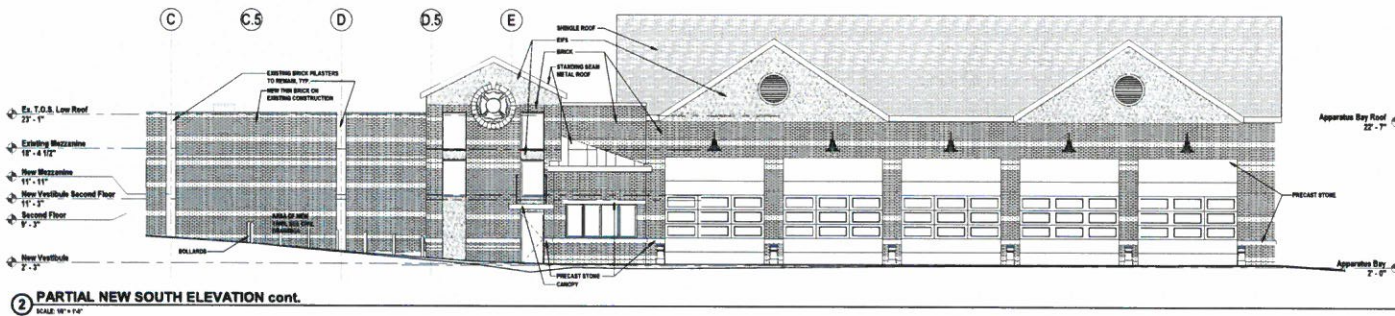 C C.5 D D.5 E
SHINGLE ROOF
EIFS
BRICK
STANDING SEAM
METAL ROOF
EXISTING BRICK PILASTERS
TO REMAIN, TYP.
NEW THIN BRICK ON
EXISTING CONSTRUCTION
Ex. T.O.S. Low Roof
23' - 1"
Existing Mezzanine
18' - 4 1/2"
New Mezzanine
11' - 11"
New Vestibule Second Floor
11' - 3"
Second Floor
9' - 3"
New Vestibule
2' - 3"
AREA OF NEW
BOLLARDS
PRECAST STONE
CANOPY
Apparatus Bay Roof
22' - 7"
PRECAST STONE
Apparatus Bay
2' - 0"
2 PARTIAL NEW SOUTH ELEVATION cont.